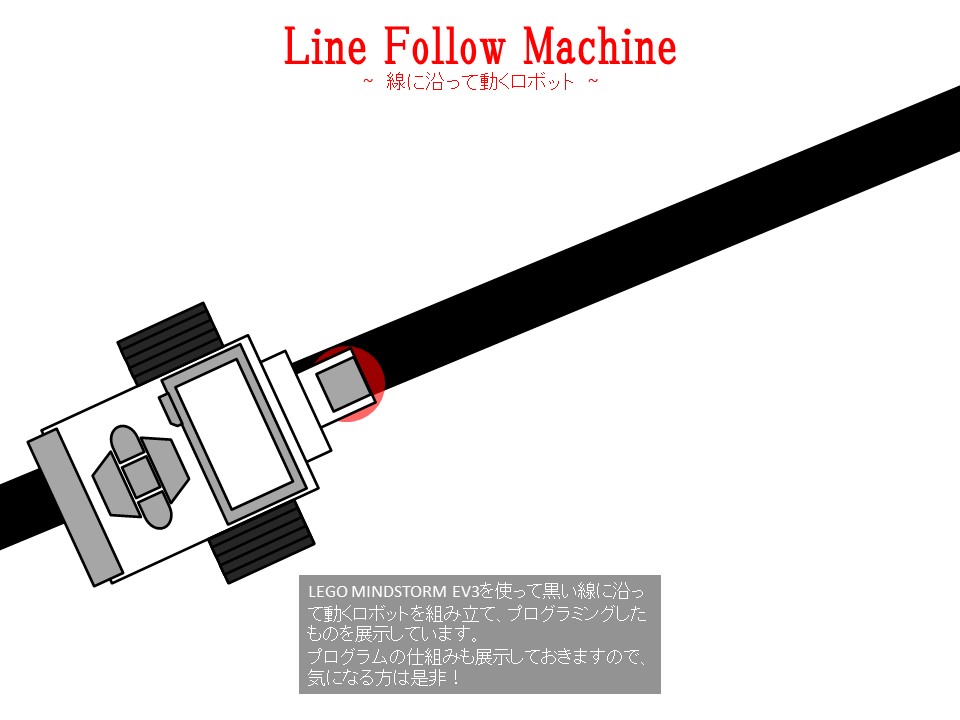 Line Follow Machine
~ 線に沿って動くロボット ~
LEGO MINDSTORM EV3を使って黒い線に沿っ
て動くロボットを組み立て、プログラミングした
ものを展示しています。
プログラムの仕組みも展示しておきますので、
気になる方は是非！